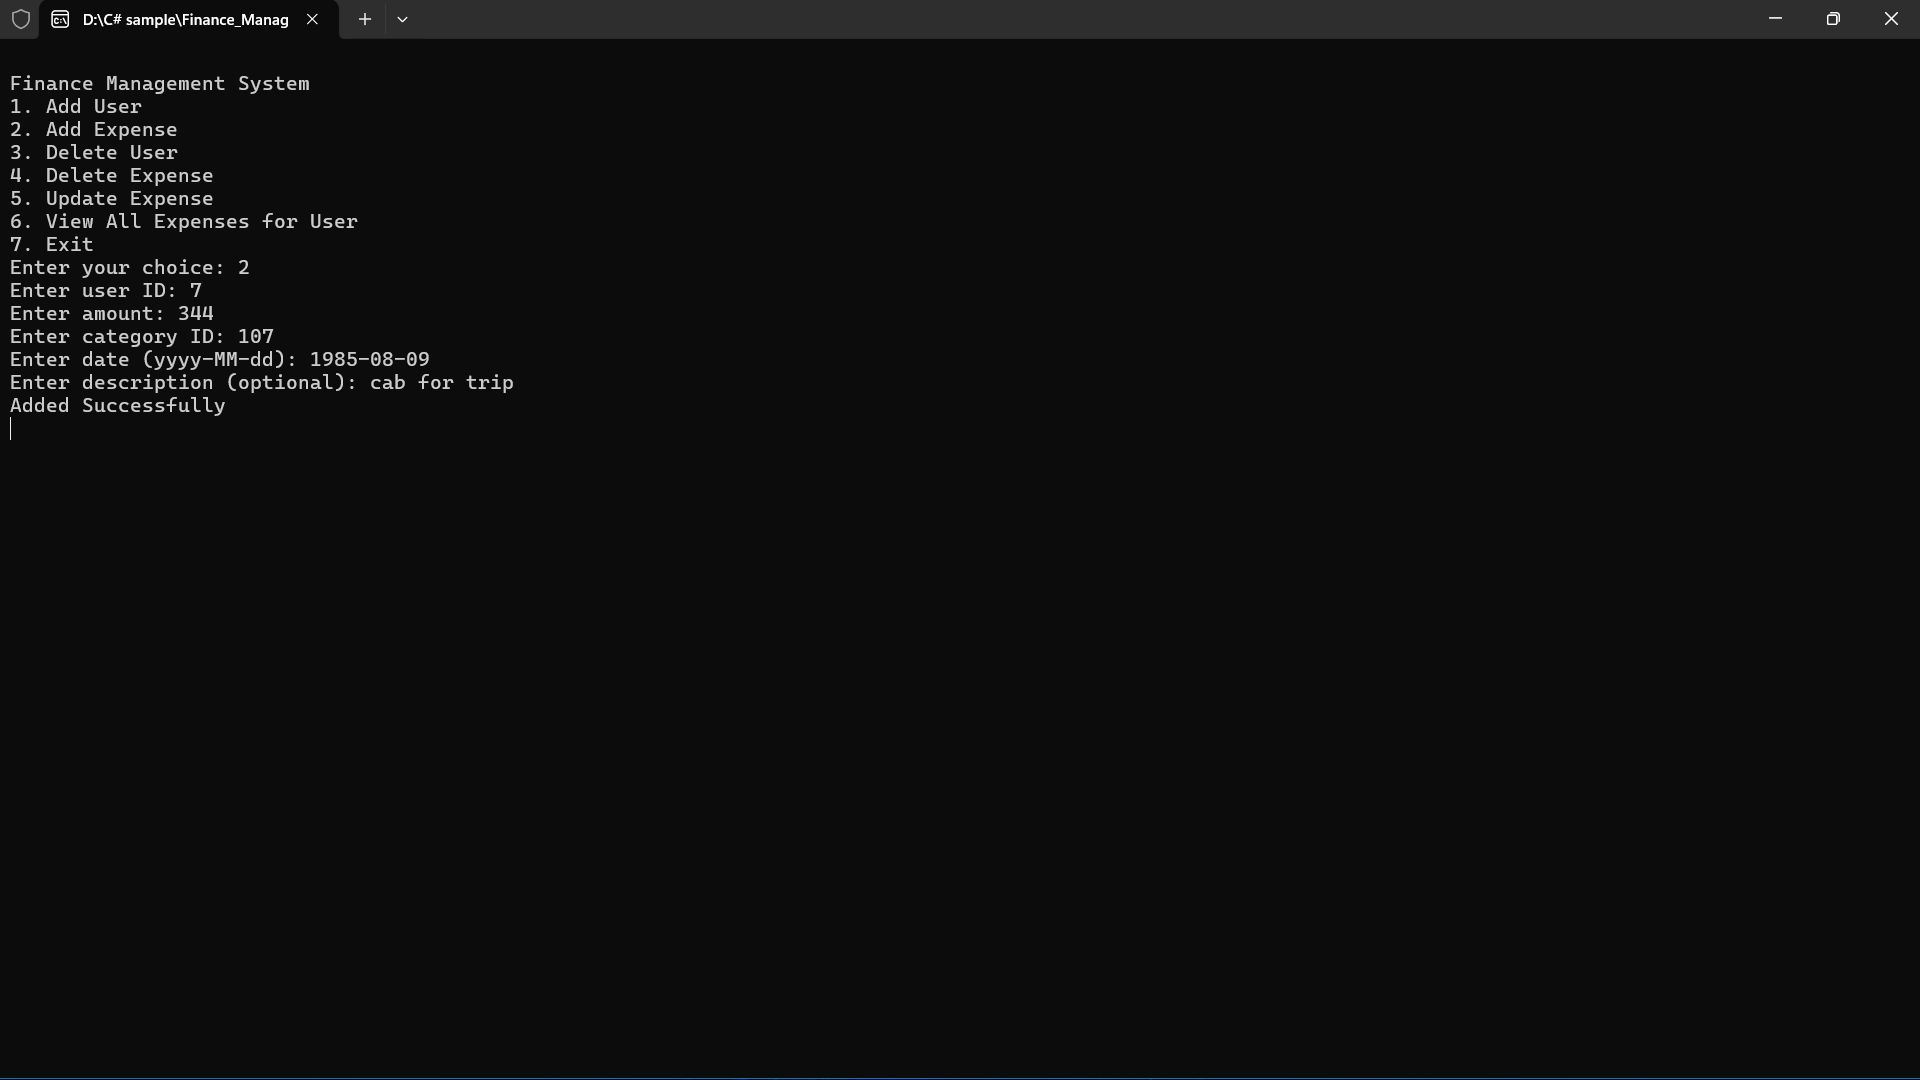 D:\C# sample\Finance_Manag
Finance Management System
1. Add User
2. Add Expense
3. Delete User
4. Delete Expense
5. Update Expense
6. View All Expenses for User
7. Exit
Enter your choice: 2
Enter user ID: 7
Enter amount: 344
Enter category ID: 107
Enter date (yyyy-MM-dd): 1985-08-09
Enter description (optional): cab for trip
Added Successfully